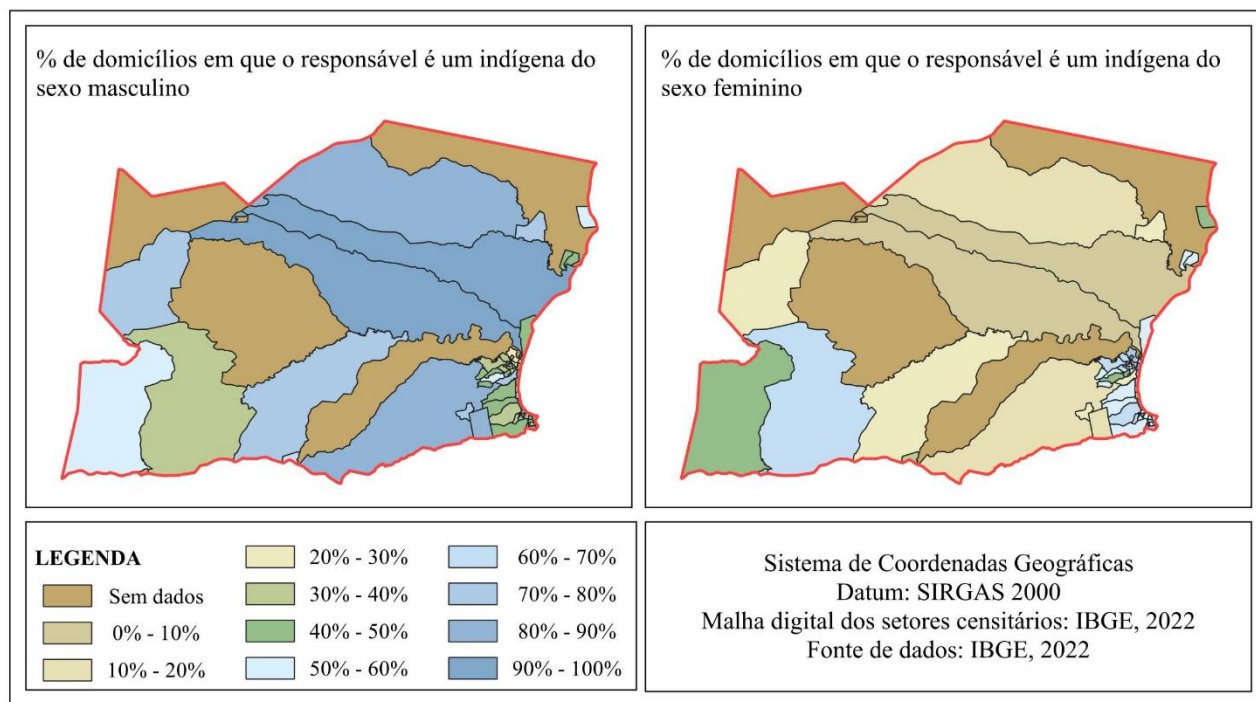 % de domicílios em que o responsável é um indígena do
sexo masculino
% de domicílios em que o responsável é um indígena do
sexo feminino
LEGENDA
Sem dados
0% - 10%
10% - 20%
20% - 30%
30% - 40%
40% - 50%
50% - 60%
60% - 70%
70% - 80%
80% - 90%
90% - 100%
Sistema de Coordenadas Geográficas
Datum: SIRGAS 2000
Malha digital dos setores censitários: IBGE, 2022
Fonte de dados: IBGE, 2022